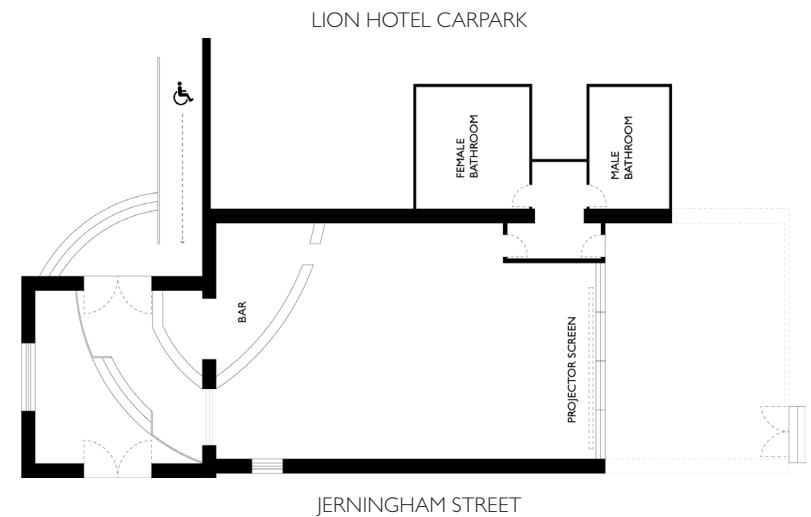 LION HOTEL CARPARK
FEMALE
BATHROOM
MALE
BATHROOM
BAR
PROJECTOR SCREEN
JERNINGHAM STREET